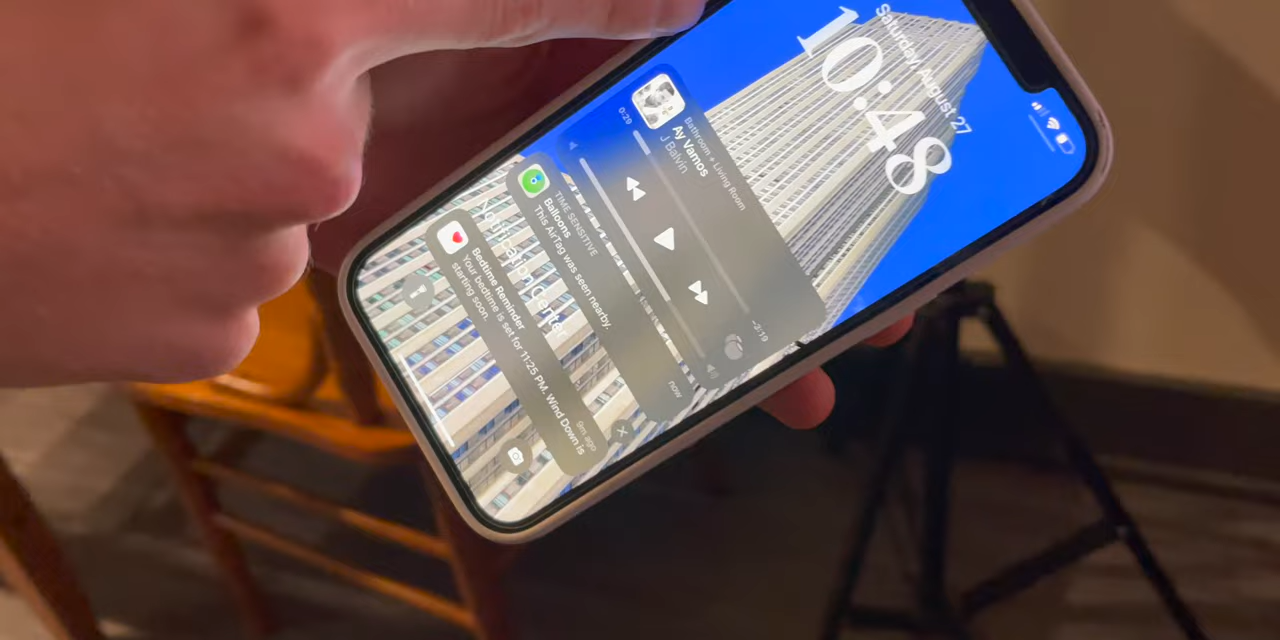 Saturday, August 27
10:48
Bathroom + Living Room
Ay Vamos
J Balvin
0:29
-3:19
Notification Center
TIME SENSITIVE
now
Balloons
This AirTag was seen nearby.
Bedtime Reminder
9m ago
Your bedtime is set for 11:25 PM. Wind Down is
starting soon.